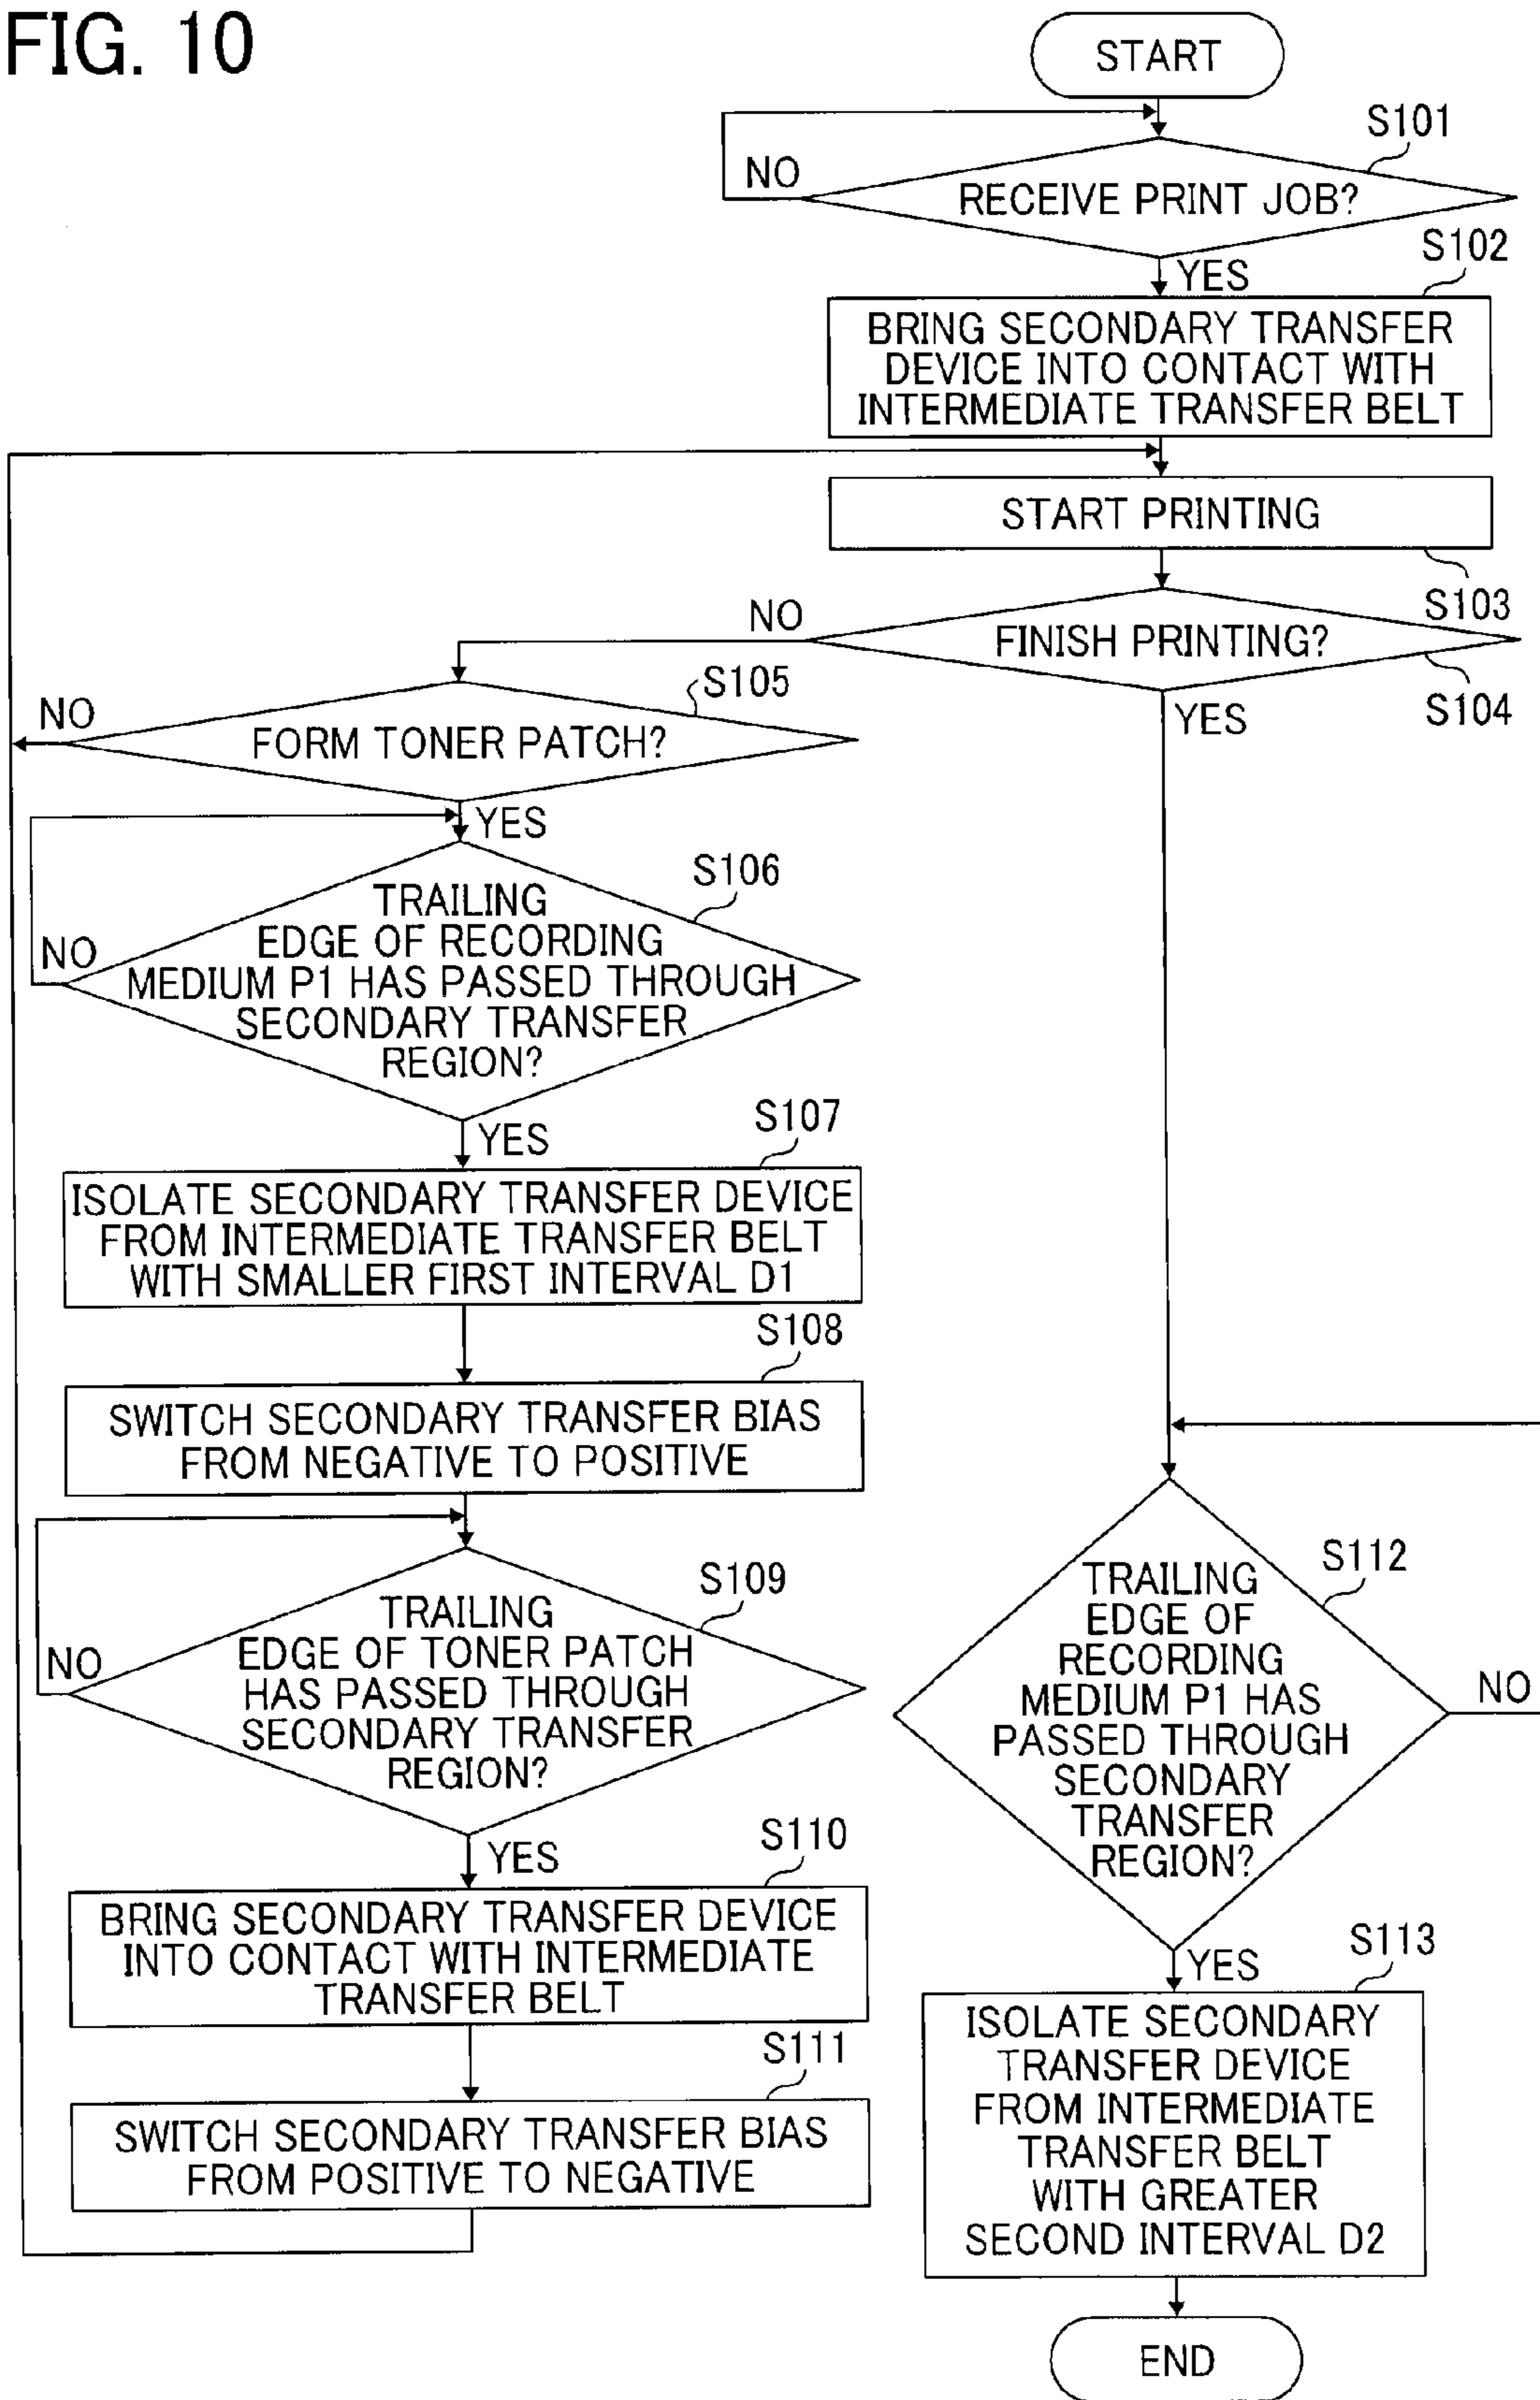 FIG. 10
START
S101
NO
RECEIVE PRINT JOB?
S102
YES
BRING SECONDARY TRANSFER
DEVICE INTO CONTACT WITH
INTERMEDIATE TRANSFER BELT
START PRINTING
S103
NO
FINISH PRINTING?
S104
YES
S105
NO
FORM TONER PATCH?
YES
S106
TRAILING
EDGE OF RECORDING
MEDIUM P1 HAS PASSED THROUGH
SECONDARY TRANSFER
REGION?
NO
YES
S107
ISOLATE SECONDARY TRANSFER DEVICE
FROM INTERMEDIATE TRANSFER BELT
WITH SMALLER FIRST INTERVAL D1
S108
SWITCH SECONDARY TRANSFER BIAS
FROM NEGATIVE TO POSITIVE
S109
TRAILING
EDGE OF TONER PATCH
HAS PASSED THROUGH
SECONDARY TRANSFER
REGION?
NO
YES
S110
BRING SECONDARY TRANSFER DEVICE
INTO CONTACT WITH INTERMEDIATE
TRANSFER BELT
S111
SWITCH SECONDARY TRANSFER BIAS
FROM POSITIVE TO NEGATIVE
S112
TRAILING
EDGE OF
RECORDING
MEDIUM P1 HAS
PASSED THROUGH
SECONDARY
TRANSFER
REGION?
NO
YES
S113
ISOLATE SECONDARY
TRANSFER DEVICE
FROM INTERMEDIATE
TRANSFER BELT
WITH GREATER
SECOND INTERVAL D2
END